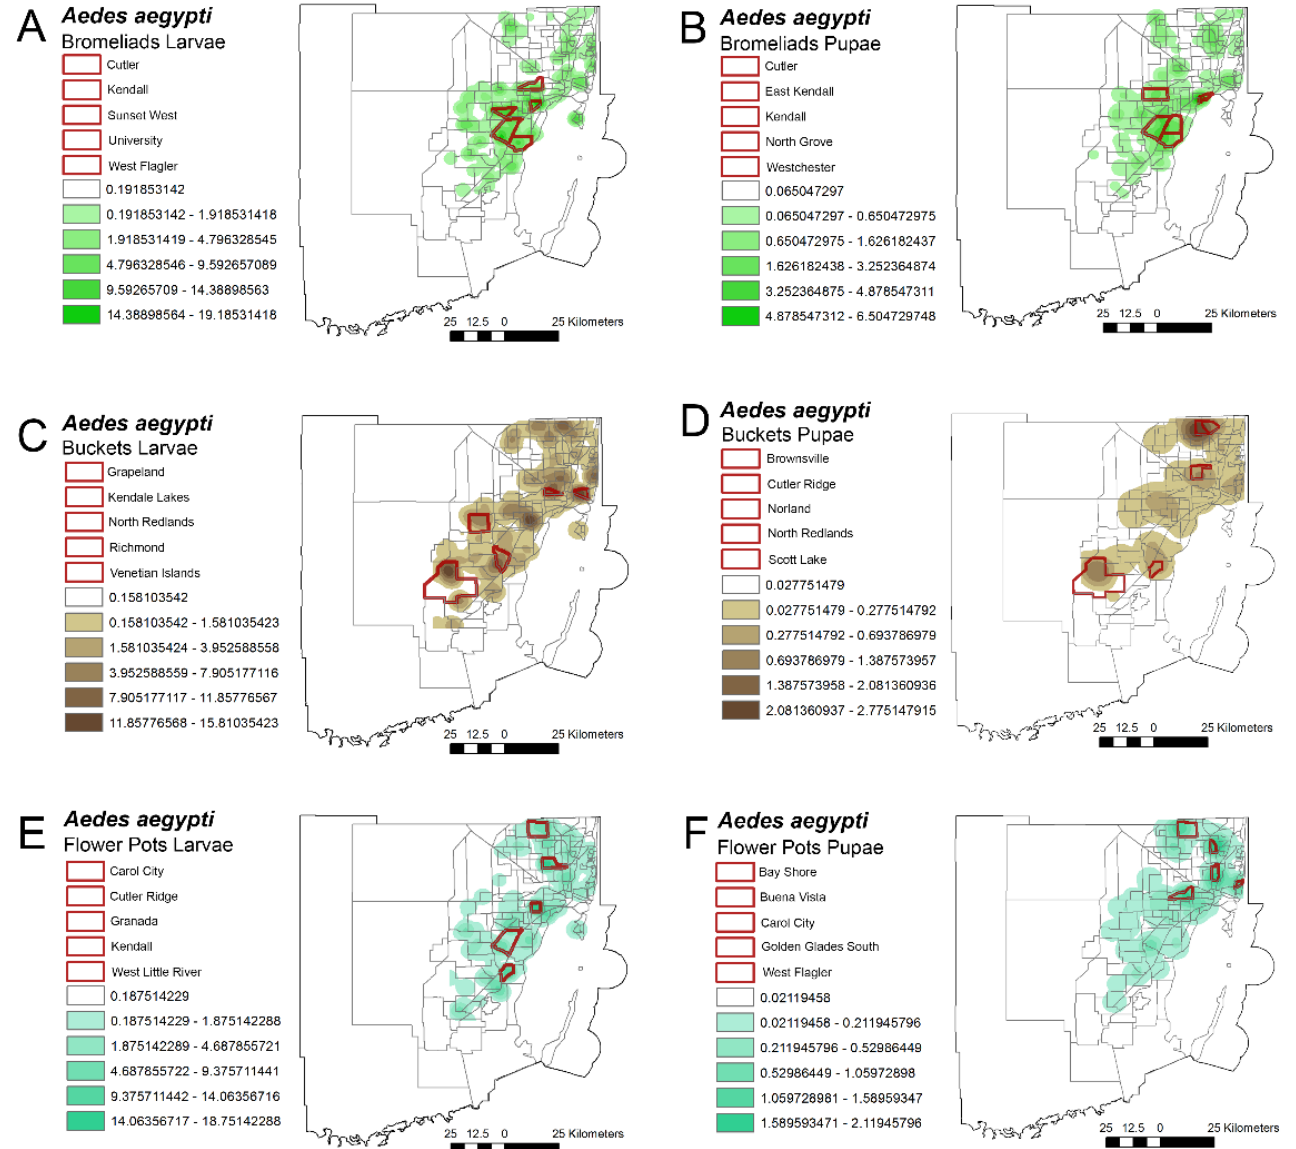 A
Aedes aegypti
Bromeliads Larvae
Cutler
Kendall
Sunset West
University
West Flagler
0.191853142
0.191853142 - 1.918531418
1.918531419 - 4.796328545
4.796328546 - 9.592657089
9.59265709 - 14.38898563
14.38898564 - 19.18531418
25 12.5 0 25 Kilometers
B
Aedes aegypti
Bromeliads Pupae
Cutler
East Kendall
Kendall
North Grove
Westchester
0.065047297
0.065047297 - 0.650472975
0.650472975 - 1.626182437
1.626182438 - 3.252364874
3.252364875 - 4.878547311
4.878547312 - 6.504729748
25 12.5 0 25 Kilometers
C
Aedes aegypti
Buckets Larvae
Grapeland
Kendale Lakes
North Redlands
Richmond
Venetian Islands
0.158103542
0.158103542 - 1.581035423
1.581035424 - 3.952588558
3.952588559 - 7.905177116
7.905177117 - 11.85776567
11.85776568 - 15.81035423
25 12.5 0 25 Kilometers
D
Aedes aegypti
Buckets Pupae
Brownsville
Cutler Ridge
Norland
North Redlands
Scott Lake
0.027751479
0.027751479 - 0.277514792
0.277514792 - 0.693786979
0.693786979 - 1.387573957
1.387573958 - 2.081360936
2.081360937 - 2.775147915
25 12.5 0 25 Kilometers
E
Aedes aegypti
Flower Pots Larvae
Carol City
Cutler Ridge
Granada
Kendall
West Little River
0.187514229
0.187514229 - 1.875142288
1.875142289 - 4.687855721
4.687855722 - 9.375711441
9.375711442 - 14.06356716
14.06356717 - 18.75142288
25 12.5 0 25 Kilometers
F
Aedes aegypti
Flower Pots Pupae
Bay Shore
Buena Vista
Carol City
Golden Glades South
West Flagler
0.02119458
0.02119458 - 0.211945796
0.211945796 - 0.52986449
0.52986449 - 1.05972898
1.059728981 - 1.58959347
1.589593471 - 2.11945796
25 12.5 0 25 Kilometers